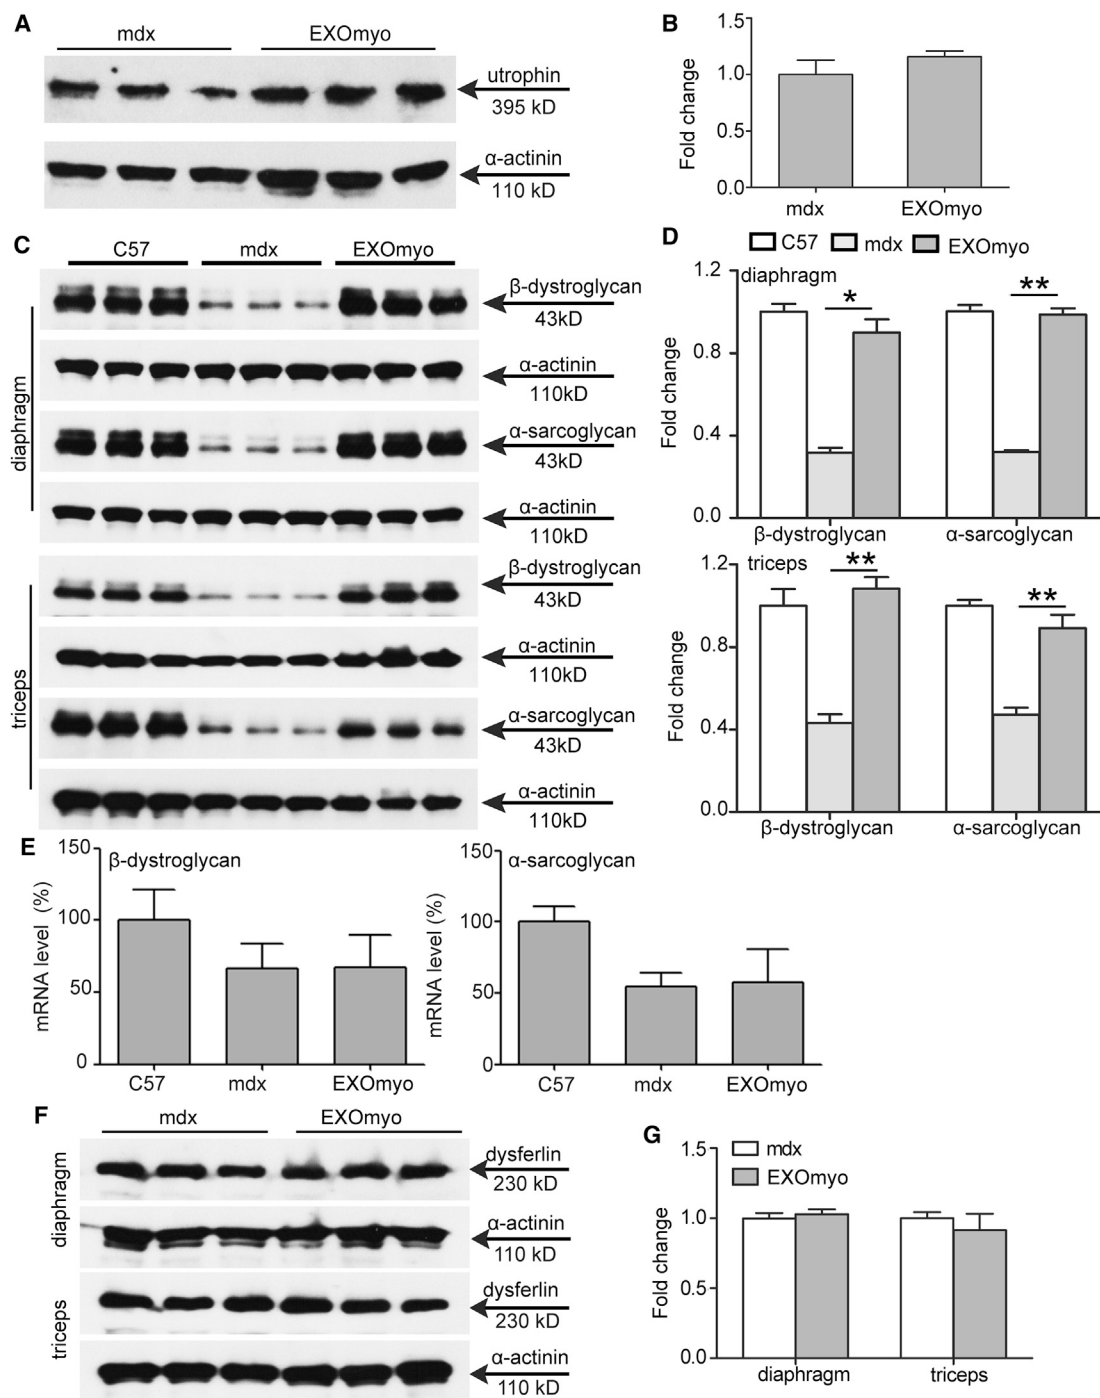 A
mdx
EXOmyo
utrophin
395 kD
α-actinin
110 kD
B
Fold change
1.5
1.0
0.5
0.0
mdx
EXOmyo
C
C57
mdx
EXOmyo
diaphragm
β-dystroglycan
43kD
α-actinin
110kD
α-sarcoglycan
43kD
α-actinin
110kD
triceps
β-dystroglycan
43kD
α-actinin
110kD
α-sarcoglycan
43kD
α-actinin
110kD
D
C57
mdx
EXOmyo
diaphragm
Fold change
1.2
0.8
0.4
0.0
*
**
β-dystroglycan
α-sarcoglycan
triceps
Fold change
1.2
0.8
0.4
0.0
**
**
β-dystroglycan
α-sarcoglycan
E
β-dystroglycan
mRNA level (%)
150
100
50
0
C57
mdx
EXOmyo
α-sarcoglycan
mRNA level (%)
150
100
50
0
C57
mdx
EXOmyo
F
mdx
EXOmyo
diaphragm
dysferlin
230 kD
α-actinin
110 kD
triceps
dysferlin
230 kD
α-actinin
110 kD
G
mdx
EXOmyo
Fold change
1.5
1.0
0.5
0.0
diaphragm
triceps